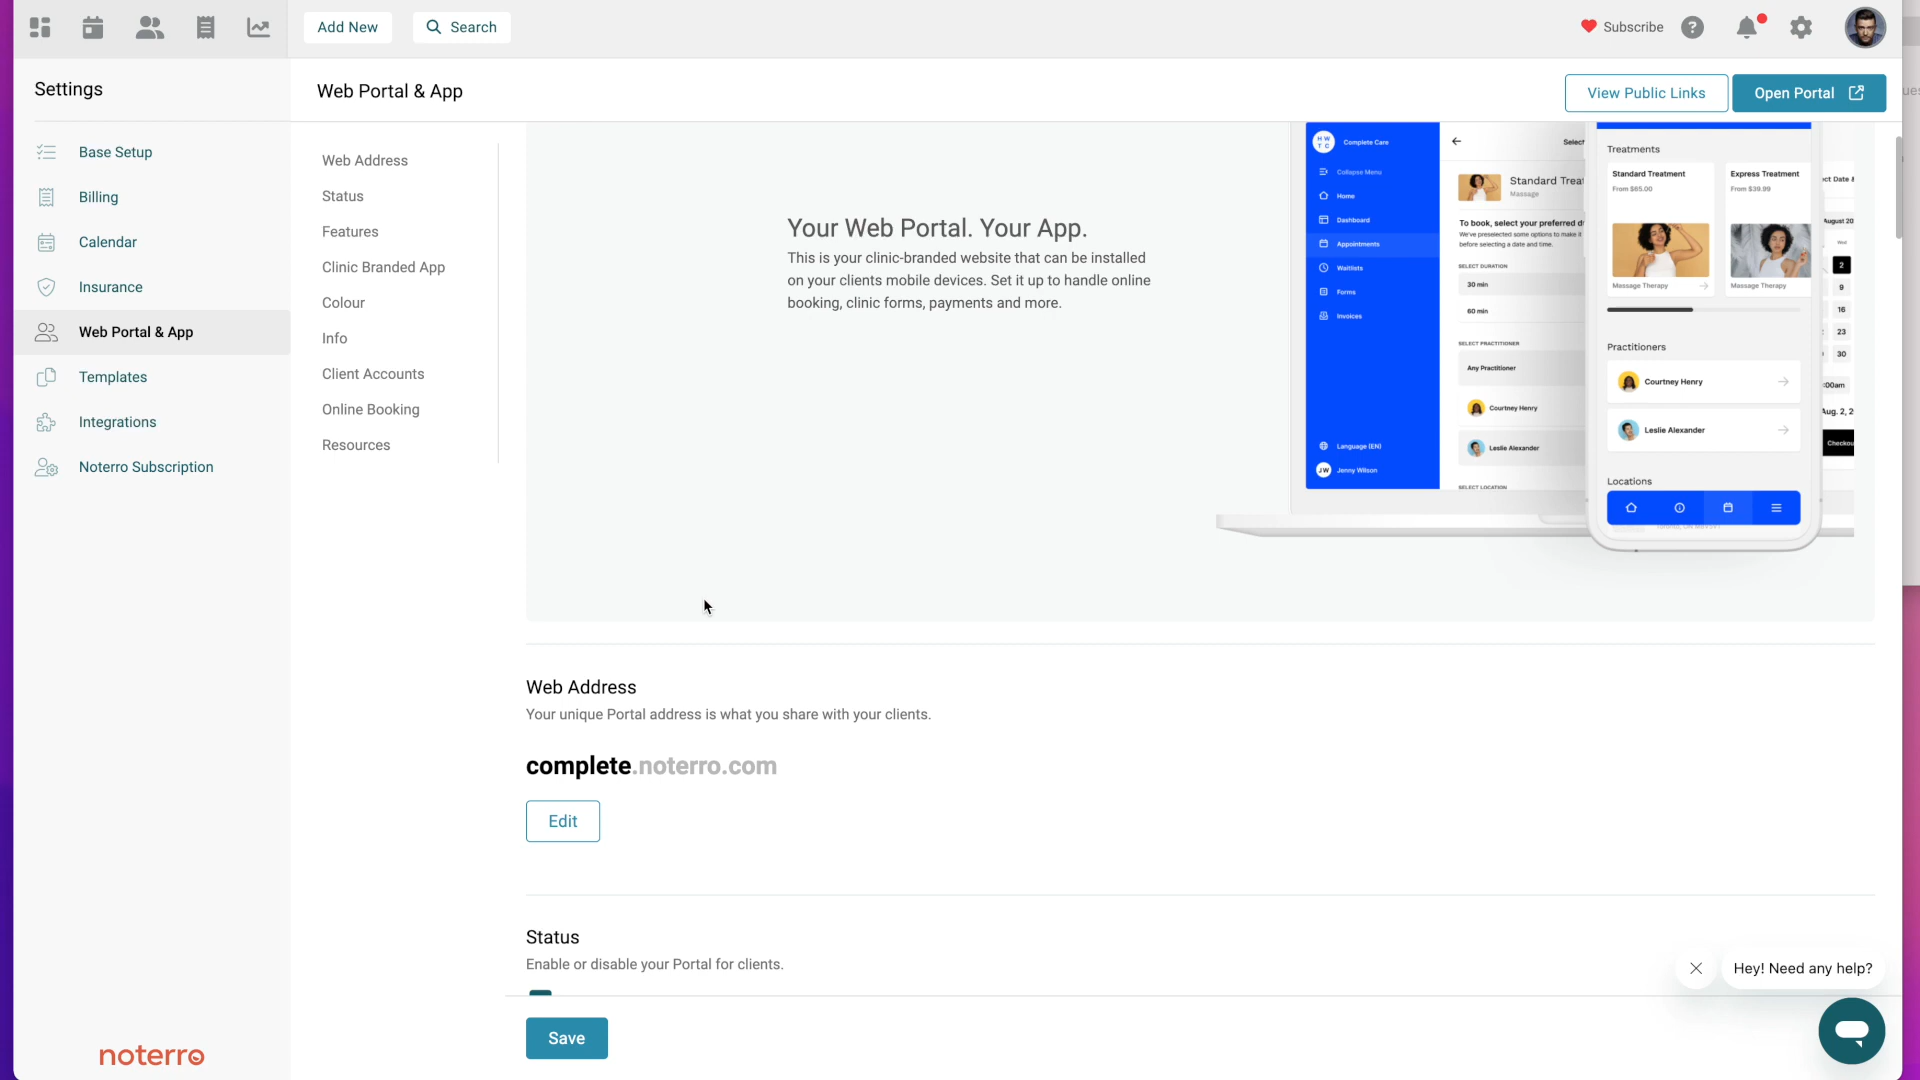 Add New
Search
Subscribe
Settings
Web Portal & App
View Public Links
Open Portal
Base Setup
Billing
Calendar
Insurance
Web Portal & App
Templates
Integrations
Noterro Subscription
Web Address
Status
Features
Clinic Branded App
Colour
Info
Client Accounts
Online Booking
Resources
Your Web Portal. Your App.
This is your clinic-branded website that can be installed
on your clients mobile devices. Set it up to handle online
booking, clinic forms, payments and more.
HW
TC
Complete Care
Collapse Menu
Home
Dashboard
Appointments
Waitlists
Forms
Invoices
Language (EN)
JW
Jenny Wilson
Selec
Standard Trea
Massage
To book, select your preferred d
We've preselected some options to make it
before selecting a date and time.
SELECT DURATION
30 min
60 min
SELECT PRACTITIONER
Any Practitioner
Courtney Henry
Leslie Alexander
SELECT LOCATION
Treatments
Standard Treatment
From $65.00
Massage Therapy
Express Treatment
From $39.99
Massage Therapy
Practitioners
Courtney Henry
Leslie Alexander
Locations
ct Date &
August 20
Wed
2
9
16
23
30
:00am
Aug. 2, 2
Checkou
Web Address
Your unique Portal address is what you share with your clients.
complete.noterro.com
Edit
Status
Enable or disable your Portal for clients.
Save
Hey! Need any help?
noterro